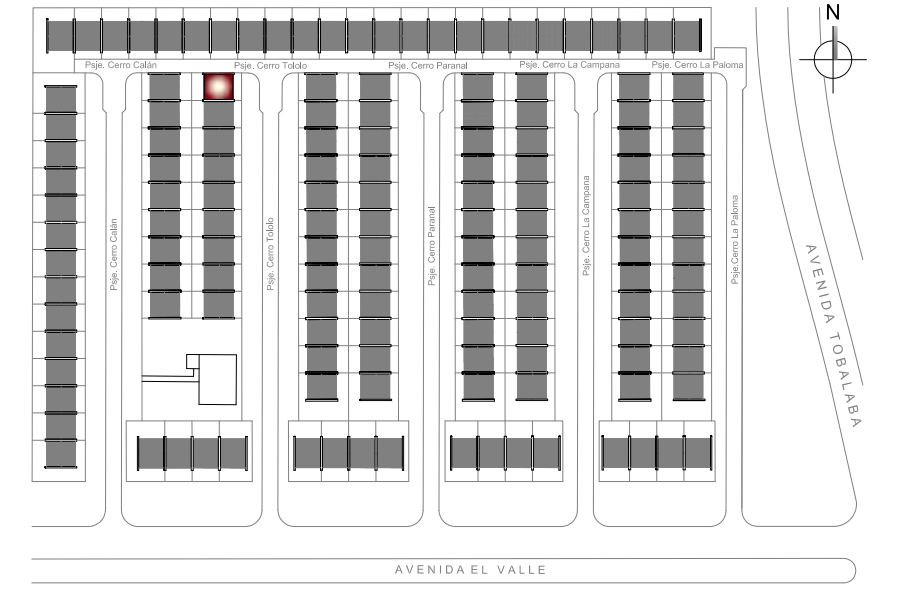 N
Psje. Cerro Calán
Psje. Cerro Tololo
Psje. Cerro Paranal
Psje. Cerro La Campana
Psje. Cerro La Paloma
Psje. Cerro Calán
Psje. Cerro Tololo
Psje. Cerro Paranal
Psje. Cerro La Campana
Psje.Cerro La Paloma
AVENIDA TOBALABA
AVENIDA EL VALLE